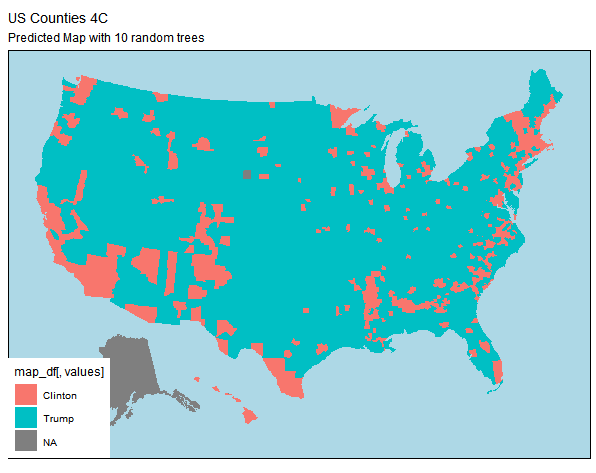 US Counties 4C
Predicted Map with 10 random trees
map_df[, values]
Clinton
Trump
NA